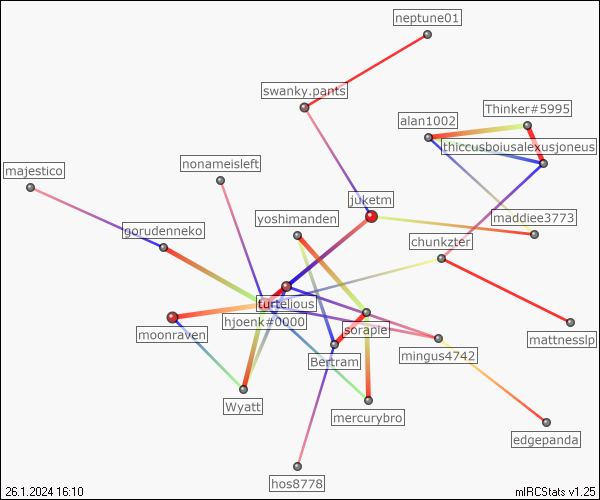 neptune01
swanky.pants
Thinker#5995
alan1002
thiccusboiusalexusjoneus
nonameisleft
majestico
juketm
yoshimanden
maddiee3773
gorudenneko
chunkzter
turtelious
hjoenk#0000
sorapie
moonraven
mattnesslp
mingus4742
Bertram
Wyatt
mercurybro
edgepanda
hos8778
26.1.2024 16:10
mIRCStats v1.25